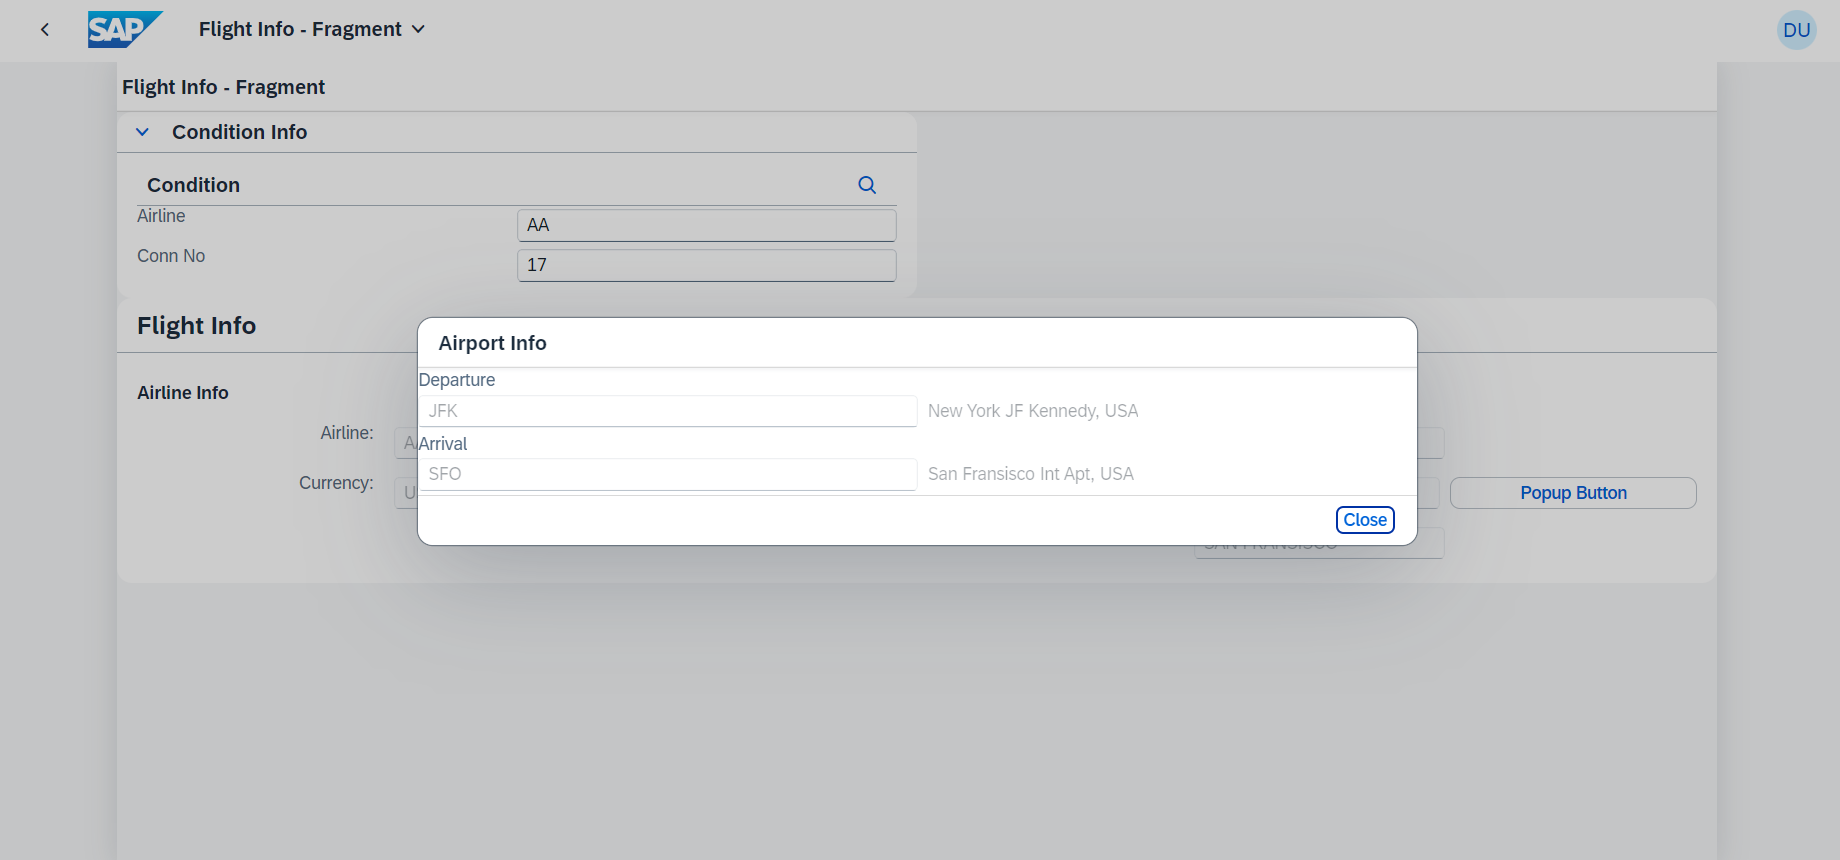 SAP
Flight Info - Fragment
DU
Flight Info - Fragment
Condition Info
Condition
Airline
AA
Conn No
17
Flight Info
Airport Info
Departure
JFK
New York JF Kennedy, USA
Arrival
SFO
San Fransisco Int Apt, USA
Close
Airline Info
Airline:
Currency:
Popup Button
SAN FRANSISCO